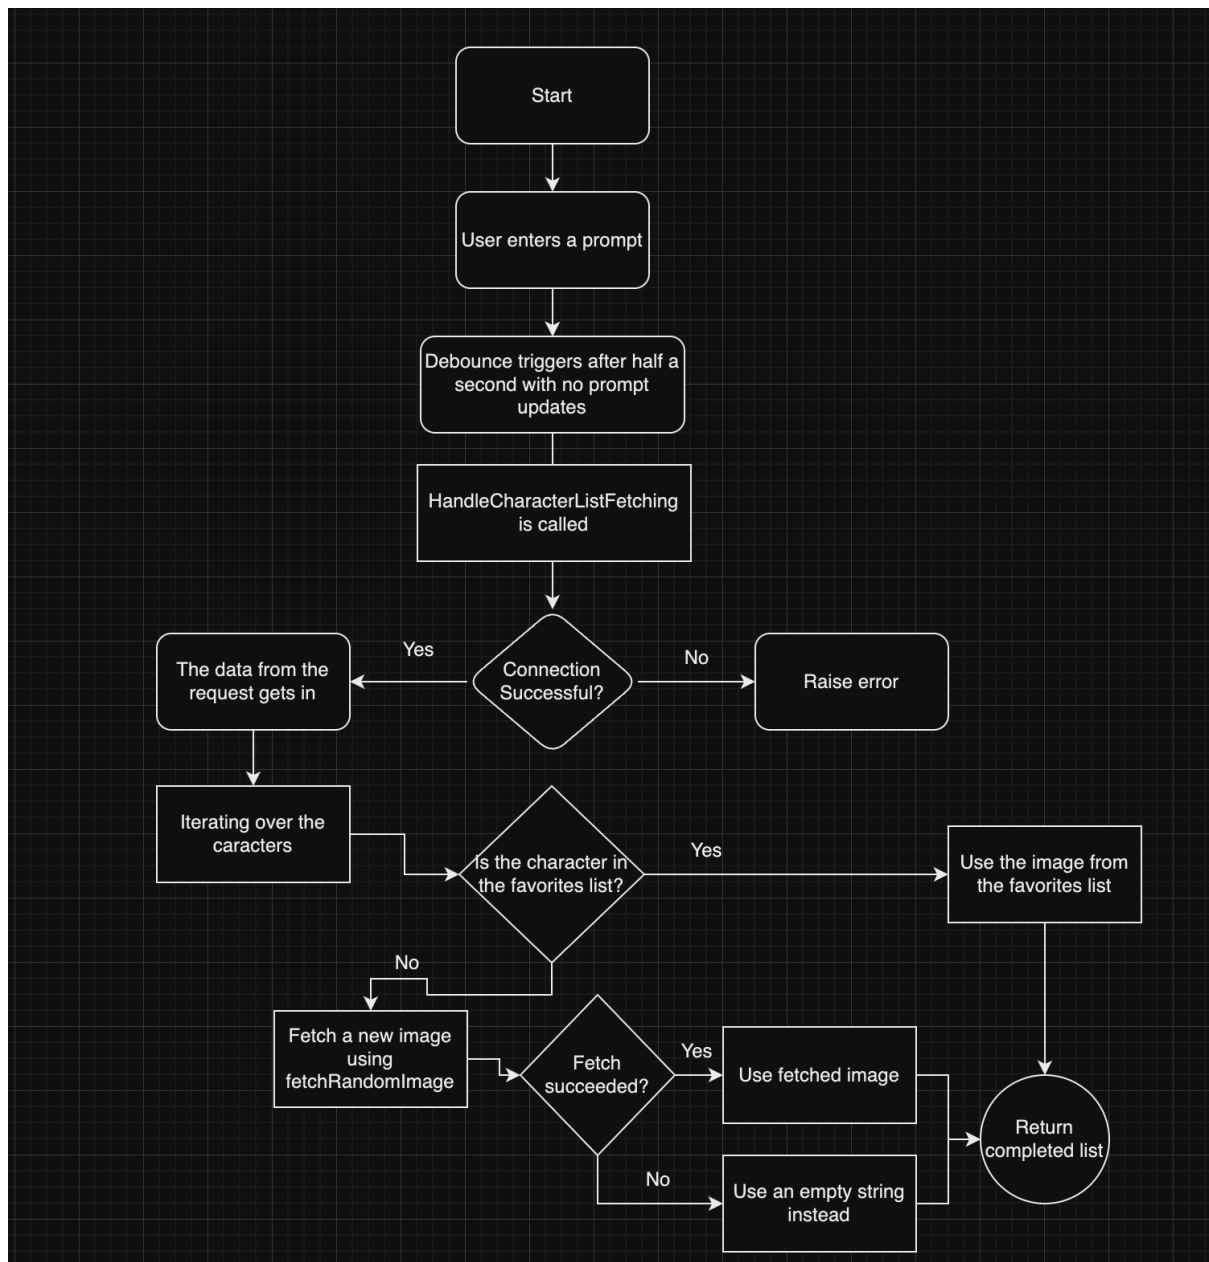 Start
User enters a prompt
Debounce triggers after half a
second with no prompt
updates
HandleCharacterListFetching
is called
Connection
Successful?
Yes
No
The data from the
request gets in
Raise error
Iterating over the
caracters
Is the character in
the favorites list?
Yes
Use the image from
the favorites list
No
Fetch a new image
using
fetchRandomImage
Fetch
succeeded?
Yes
Use fetched image
No
Use an empty string
instead
Return
completed list